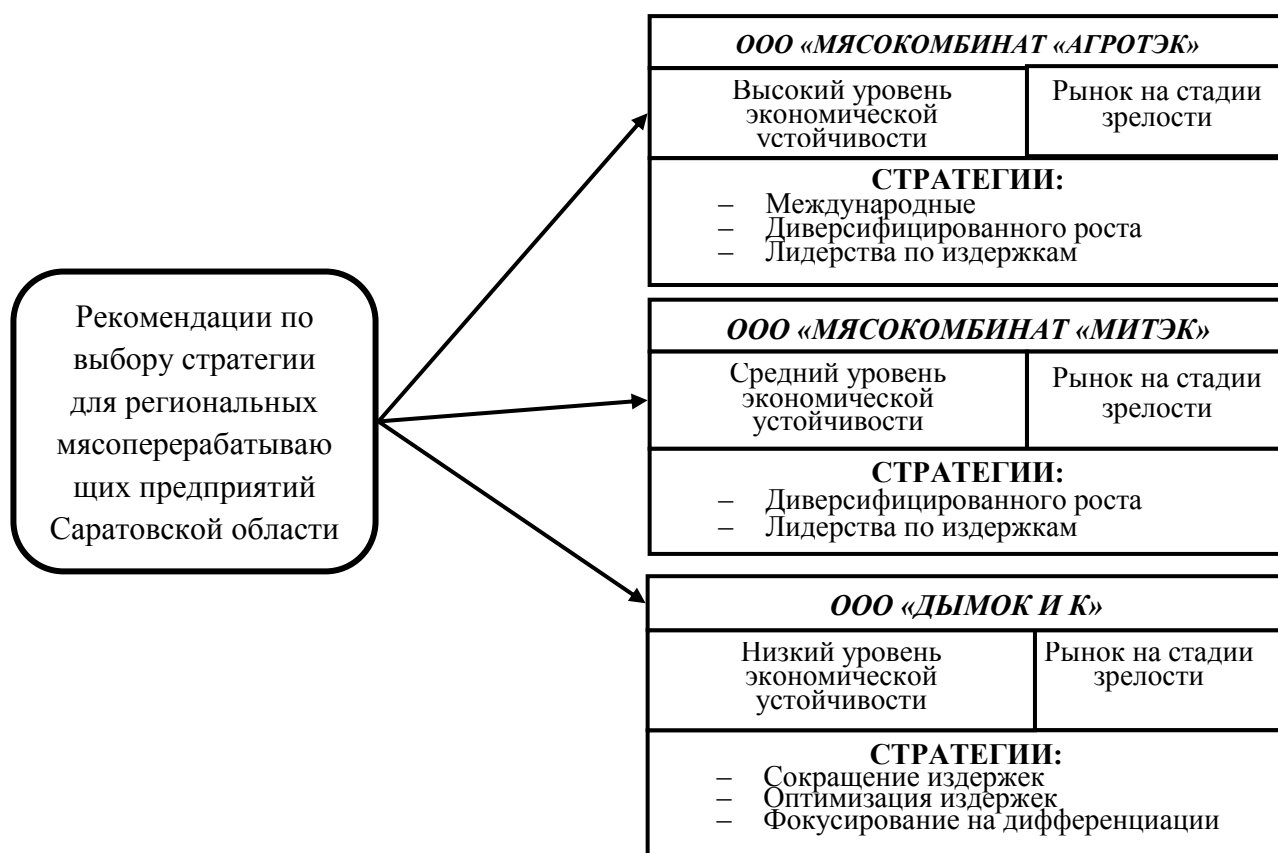 Рекомендации по
выбору стратегии
для региональных
мясоперерабатываю
щих предприятий
Саратовской области
ООО «МЯСОКОМБИНАТ «АГРОТЭК»
Высокий уровень
экономической
устойчивости
Рынок на стадии
зрелости
СТРАТЕГИИ:
– Международные
– Диверсифицированного роста
– Лидерства по издержкам
ООО «МЯСОКОМБИНАТ «МИТЭК»
Средний уровень
экономической
устойчивости
Рынок на стадии
зрелости
СТРАТЕГИИ:
– Диверсифицированного роста
– Лидерства по издержкам
ООО «ДЫМОК И К»
Низкий уровень
экономической
устойчивости
Рынок на стадии
зрелости
СТРАТЕГИИ:
– Сокращение издержек
– Оптимизация издержек
– Фокусирование на дифференциации